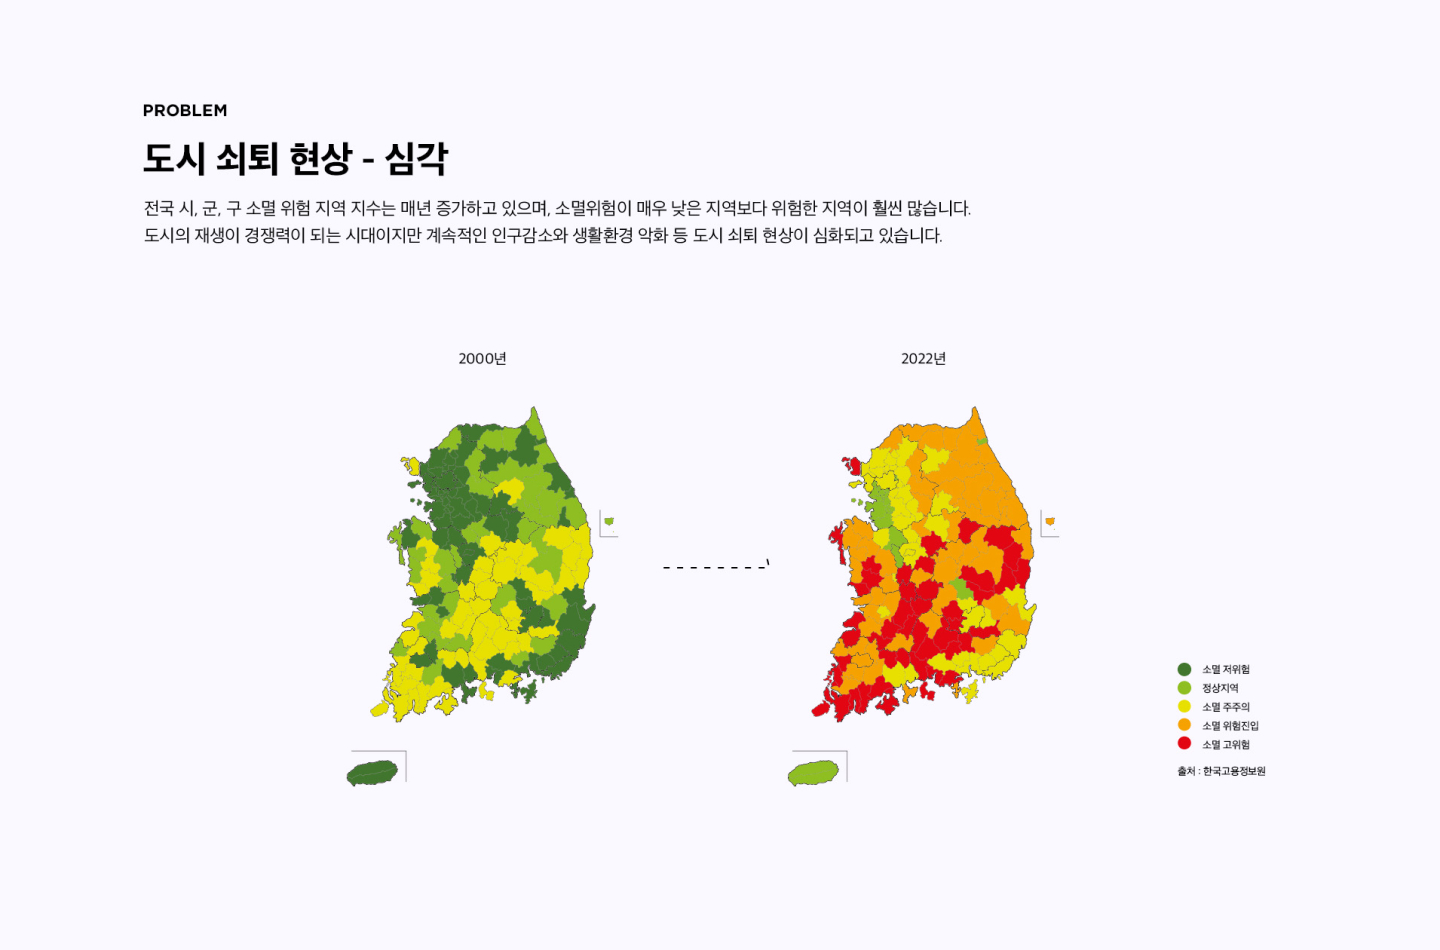 PROBLEM
도시 쇠퇴 현상 - 심각
전국 시, 군, 구 소멸 위험 지역 지수는 매년 증가하고 있으며, 소멸위험이 매우 낮은 지역보다 위험한 지역이 훨씬 많습니다.
도시의 재생이 경쟁력이 되는 시대이지만 계속적인 인구감소와 생활환경 악화 등 도시 쇠퇴 현상이 심화되고 있습니다.
2000년
2022년
소멸 저위험
정상지역
소멸 주주의
소멸 위험진입
소멸 고위험
출처 : 한국고용정보원